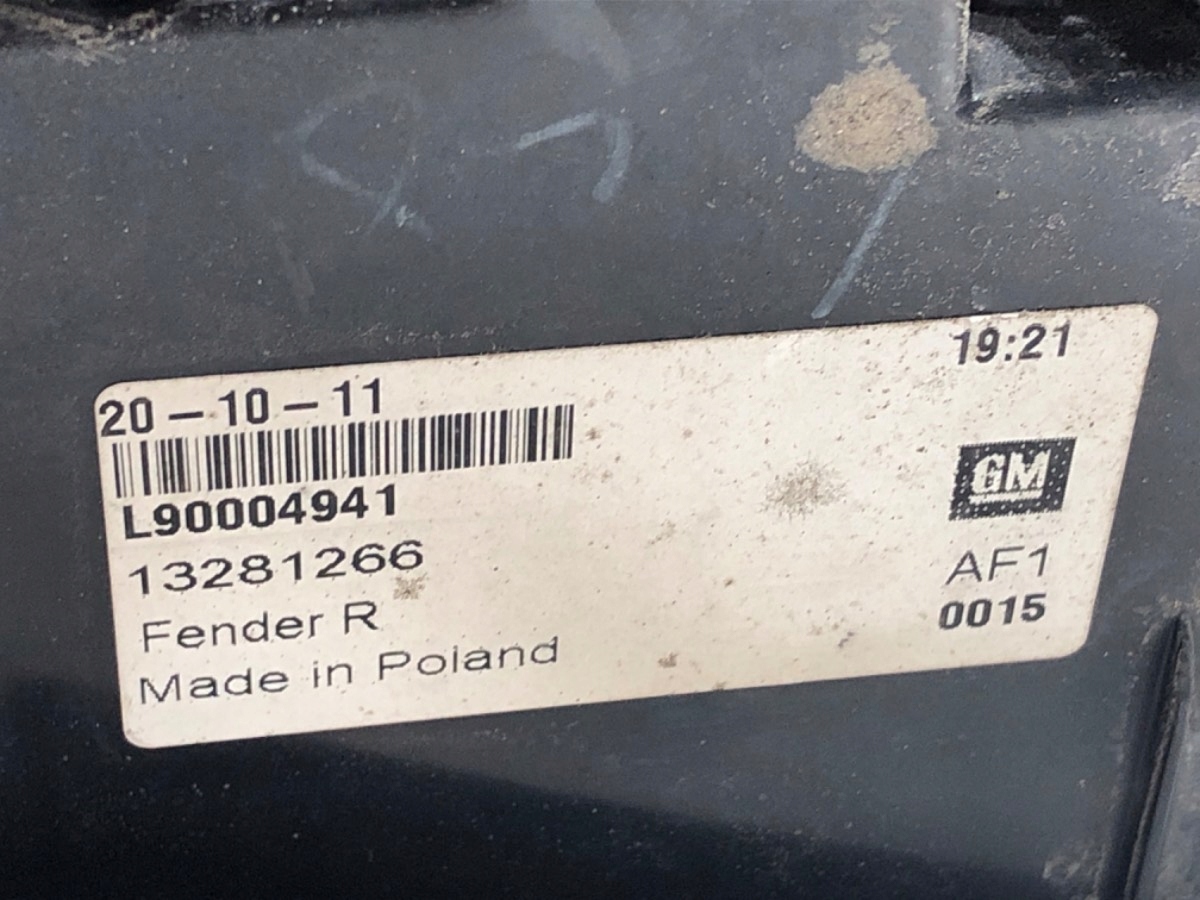 20-10-11
19:21
L90004941
13281266
Fender R
Made in Poland
GM
AF1
0015